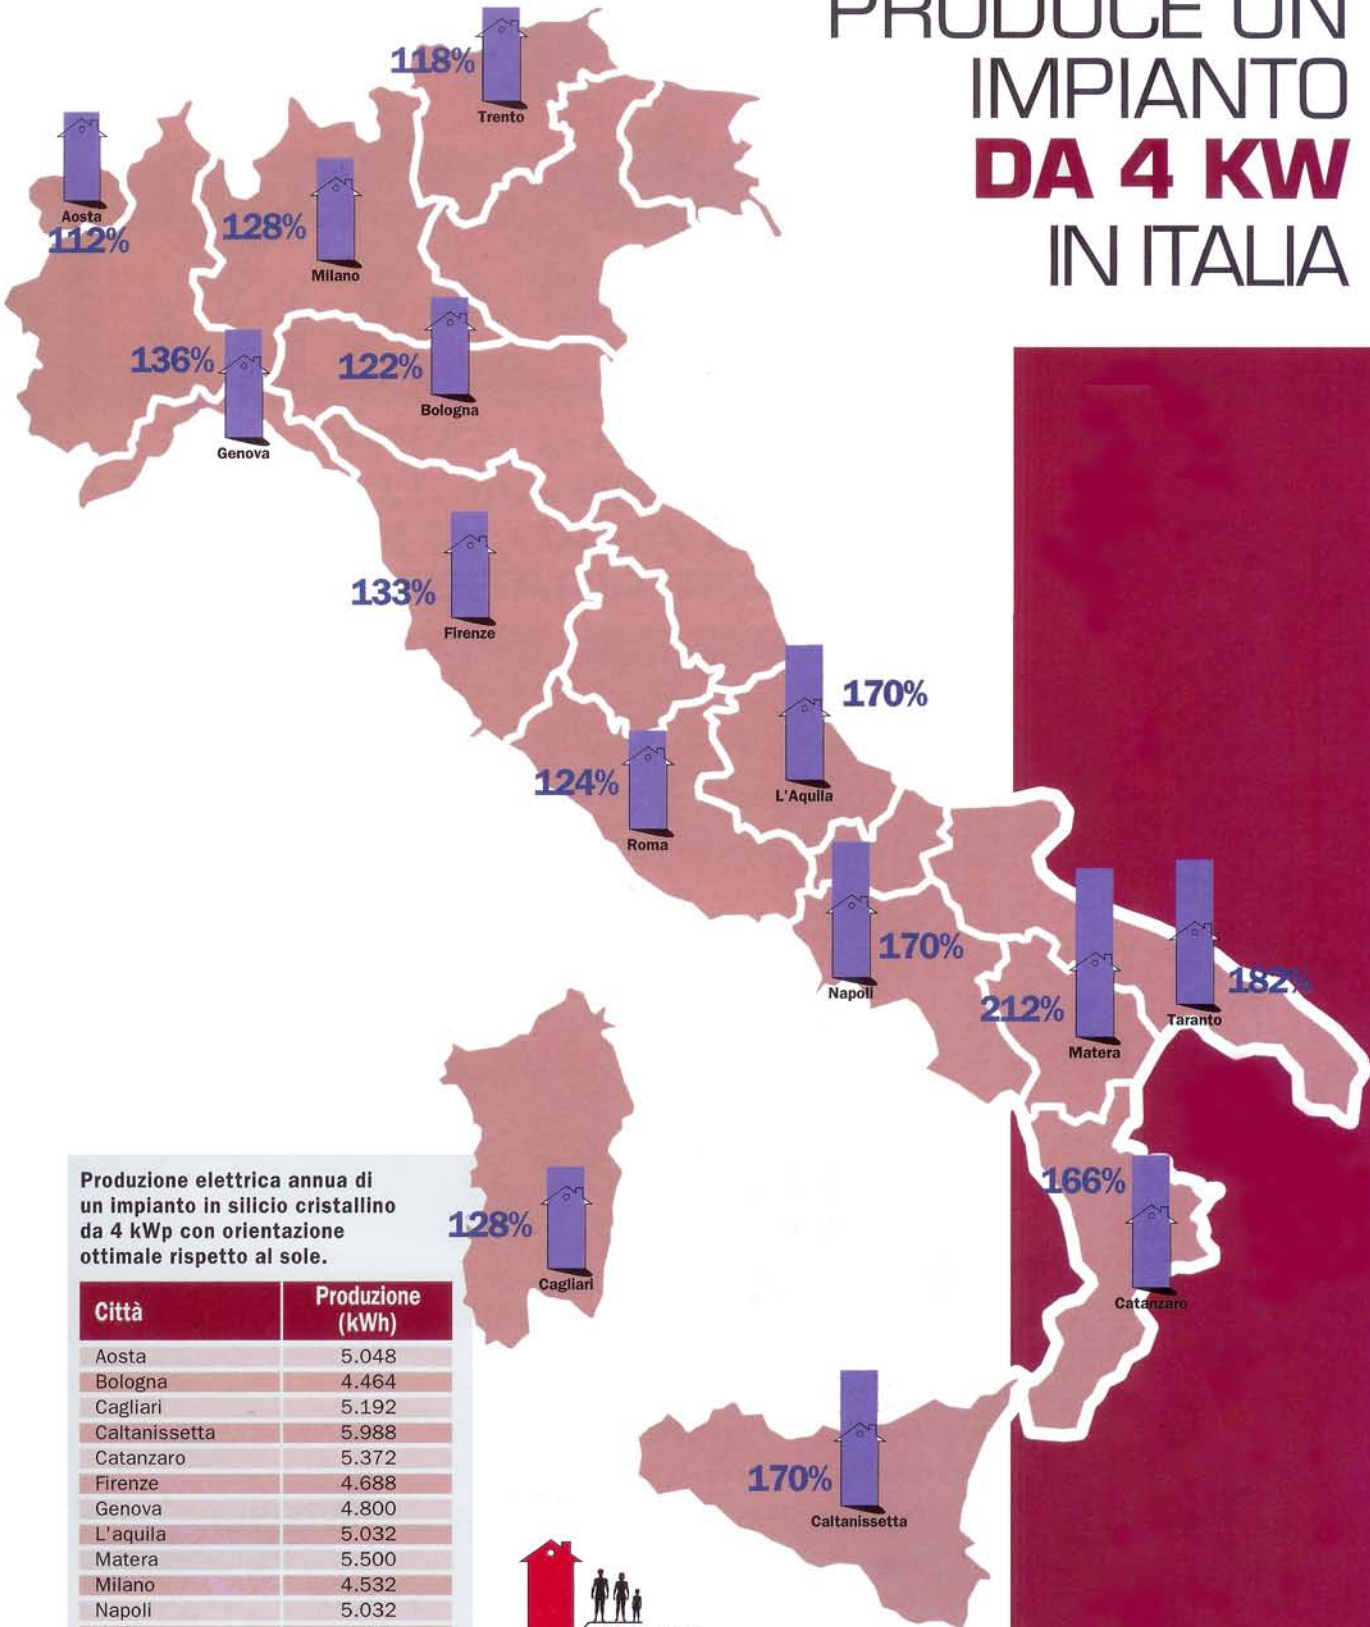 PRODUCE UN
IMPIANTO
DA 4 KW
IN ITALIA
118%
Trento
Aosta
112%
128%
Milano
136%
Genova
122%
Bologna
133%
Firenze
170%
L'Aquila
124%
Roma
170%
Napoli
212%
Matera
182%
Taranto
128%
Cagliari
166%
Catanzaro
170%
Caltanissetta
Produzione elettrica annua di
un impianto in silicio cristallino
da 4 kWp con orientazione
ottimale rispetto al sole.
Città Produzione (kWh)
Aosta 5.048
Bologna 4.464
Cagliari 5.192
Caltanissetta 5.988
Catanzaro 5.372
Firenze 4.688
Genova 4.800
L'aquila 5.032
Matera 5.500
Milano 4.532
Napoli 5.032